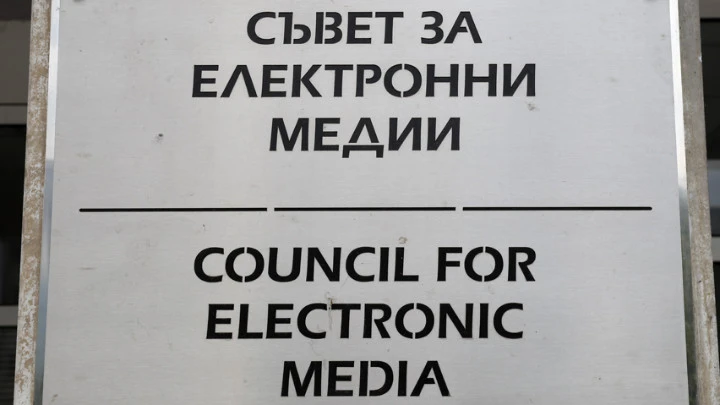 СЪВЕТ ЗА
ЕЛЕКТРОННИ
МЕДИИ
COUNCIL FOR
ELECTRONIC
MEDIA